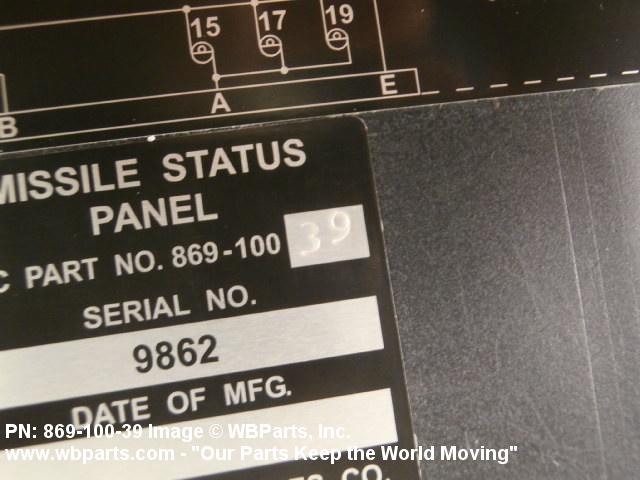 15 17 19
A E
B
MISSILE STATUS
PANEL
C PART NO. 869-100 39
SERIAL NO.
9862
DATE OF MFG.
CO.
PN: 869-100-39 Image © WBParts, Inc.
www.wbparts.com - "Our Parts Keep the World Moving"